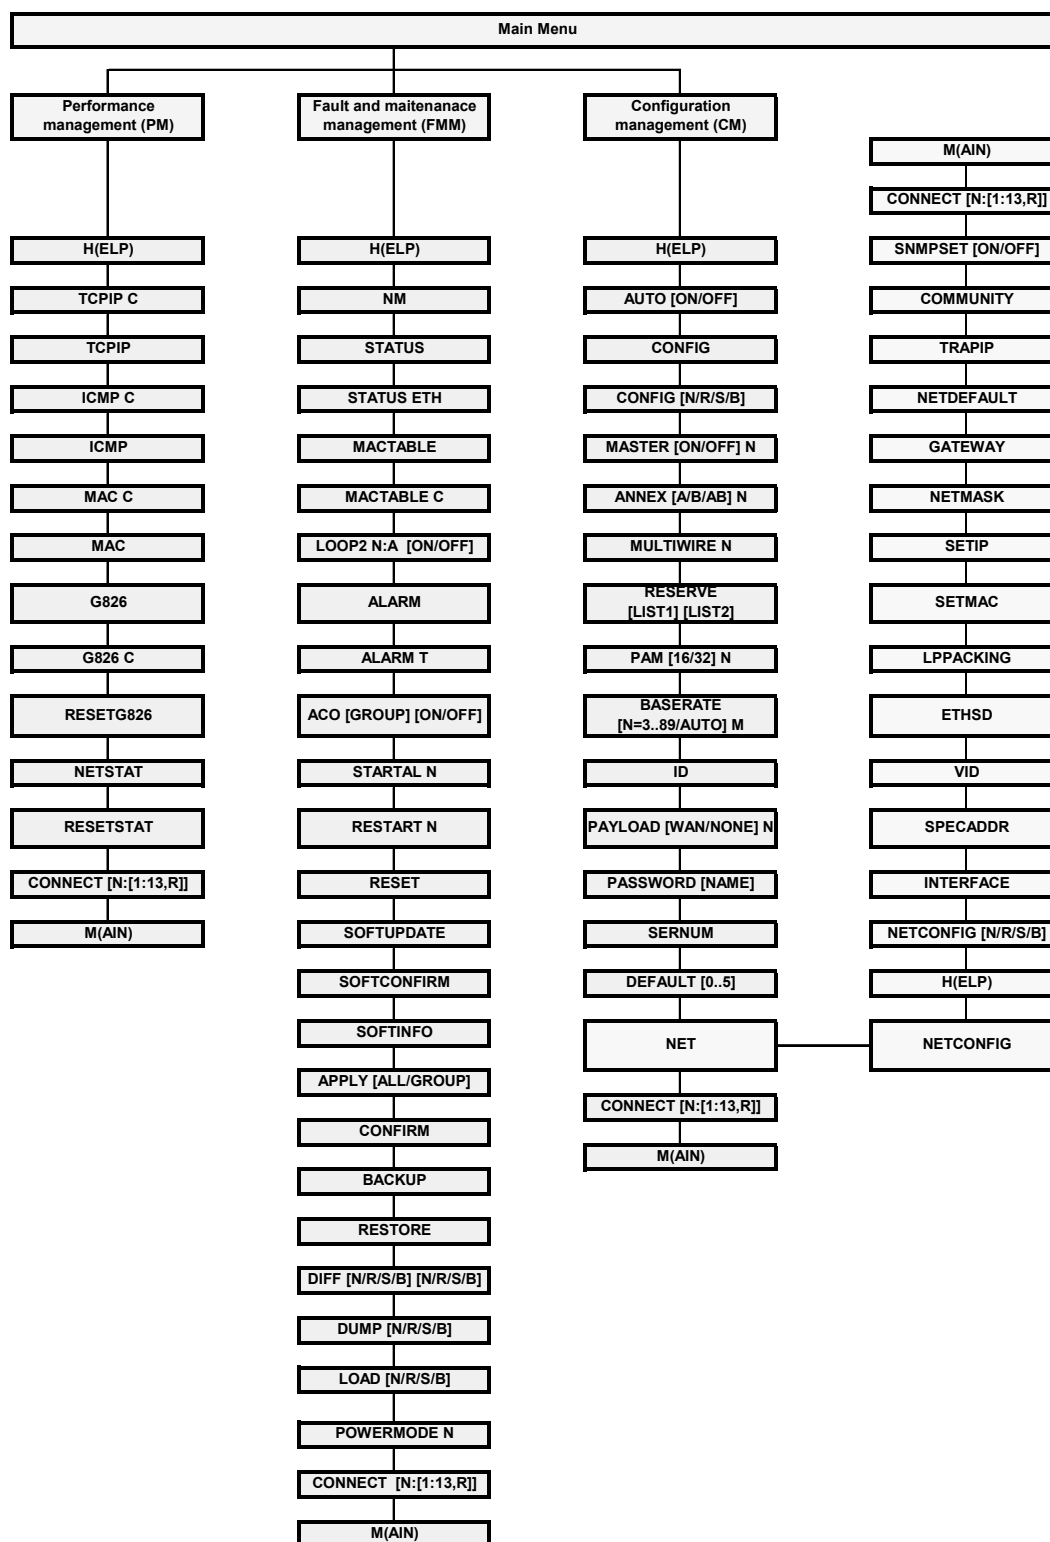 Main Menu
Performance
management (PM)
Fault and maitenanace
management (FMM)
Configuration
management (CM)
H(ELP)
TCPIP C
TCPIP
ICMP C
ICMP
MAC C
MAC
G826
G826 C
RESETG826
NETSTAT
RESETSTAT
CONNECT [N:[1:13,R]]
M(AIN)
H(ELP)
NM
STATUS
STATUS ETH
MACTABLE
MACTABLE C
LOOP2 N:A [ON/OFF]
ALARM
ALARM T
ACO [GROUP] [ON/OFF]
STARTAL N
RESTART N
RESET
SOFTUPDATE
SOFTCONFIRM
SOFTINFO
APPLY [ALL/GROUP]
CONFIRM
BACKUP
RESTORE
DIFF [N/R/S/B] [N/R/S/B]
DUMP [N/R/S/B]
LOAD [N/R/S/B]
POWERMODE N
CONNECT [N:[1:13,R]]
M(AIN)
H(ELP)
AUTO [ON/OFF]
CONFIG
CONFIG [N/R/S/B]
MASTER [ON/OFF] N
ANNEX [A/B/AB] N
MULTIWIRE N
RESERVE
[LIST1] [LIST2]
PAM [16/32] N
BASERATE
[N=3..89/AUTO] M
ID
PAYLOAD [WAN/NONE] N
PASSWORD [NAME]
SERNUM
DEFAULT [0..5]
NET
CONNECT [N:[1:13,R]]
M(AIN)
M(AIN)
CONNECT [N:[1:13,R]]
SNMPSET [ON/OFF]
COMMUNITY
TRAPIP
NETDEFAULT
GATEWAY
NETMASK
SETIP
SETMAC
LPPACKING
ETHSD
VID
SPECADDR
INTERFACE
NETCONFIG [N/R/S/B]
H(ELP)
NETCONFIG